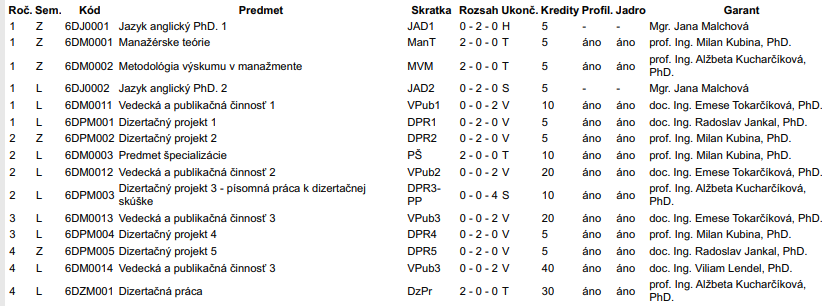 Roč. Sem. Kód Predmet Skratka Rozsah Ukonč. Kredity Profil. Jadro Garant
1 Z 6DJ0001 Jazyk anglický PhD. 1 JAD1 0 - 2 - 0 H 5 - - Mgr. Jana Malchová
1 Z 6DM0001 Manažérske teórie ManT 2 - 0 - 0 T 5 áno áno prof. Ing. Milan Kubina, PhD.
1 Z 6DM0002 Metodológia výskumu v manažmente MVM 2 - 0 - 0 T 5 áno áno prof. Ing. Alžbeta Kucharčíková, PhD.
1 L 6DJ0002 Jazyk anglický PhD. 2 JAD2 0 - 2 - 0 S 5 - - Mgr. Jana Malchová
1 L 6DM0011 Vedecká a publikačná činnosť 1 VPub1 0 - 0 - 2 V 10 áno áno doc. Ing. Emese Tokarčíková, PhD.
1 L 6DPM001 Dizertačný projekt 1 DPR1 0 - 2 - 0 V 5 áno áno doc. Ing. Radoslav Jankal, PhD.
2 Z 6DPM002 Dizertačný projekt 2 DPR2 0 - 2 - 0 V 5 áno áno prof. Ing. Milan Kubina, PhD.
2 L 6DM0003 Predmet špecializácie PŠ 2 - 0 - 0 T 10 áno áno prof. Ing. Milan Kubina, PhD.
2 L 6DM0012 Vedecká a publikačná činnosť 2 VPub2 0 - 0 - 2 V 20 áno áno doc. Ing. Emese Tokarčíková, PhD.
2 L 6DPM003 Dizertačný projekt 3 - písomná práca k dizertačnej skúške DPR3-PP 0 - 0 - 4 S 10 áno áno prof. Ing. Alžbeta Kucharčíková, PhD.
3 L 6DM0013 Vedecká a publikačná činnosť 3 VPub3 0 - 0 - 2 V 20 áno áno doc. Ing. Emese Tokarčíková, PhD.
3 L 6DPM004 Dizertačný projekt 4 DPR4 0 - 2 - 0 V 5 áno áno prof. Ing. Milan Kubina, PhD.
4 Z 6DPM005 Dizertačný projekt 5 DPR5 0 - 2 - 0 V 5 áno áno doc. Ing. Radoslav Jankal, PhD.
4 L 6DM0014 Vedecká a publikačná činnosť 3 VPub3 0 - 0 - 2 V 40 áno áno doc. Ing. Viliam Lendel, PhD.
4 L 6DZM001 Dizertačná práca DzPr 2 - 0 - 0 T 30 áno áno prof. Ing. Alžbeta Kucharčíková, PhD.